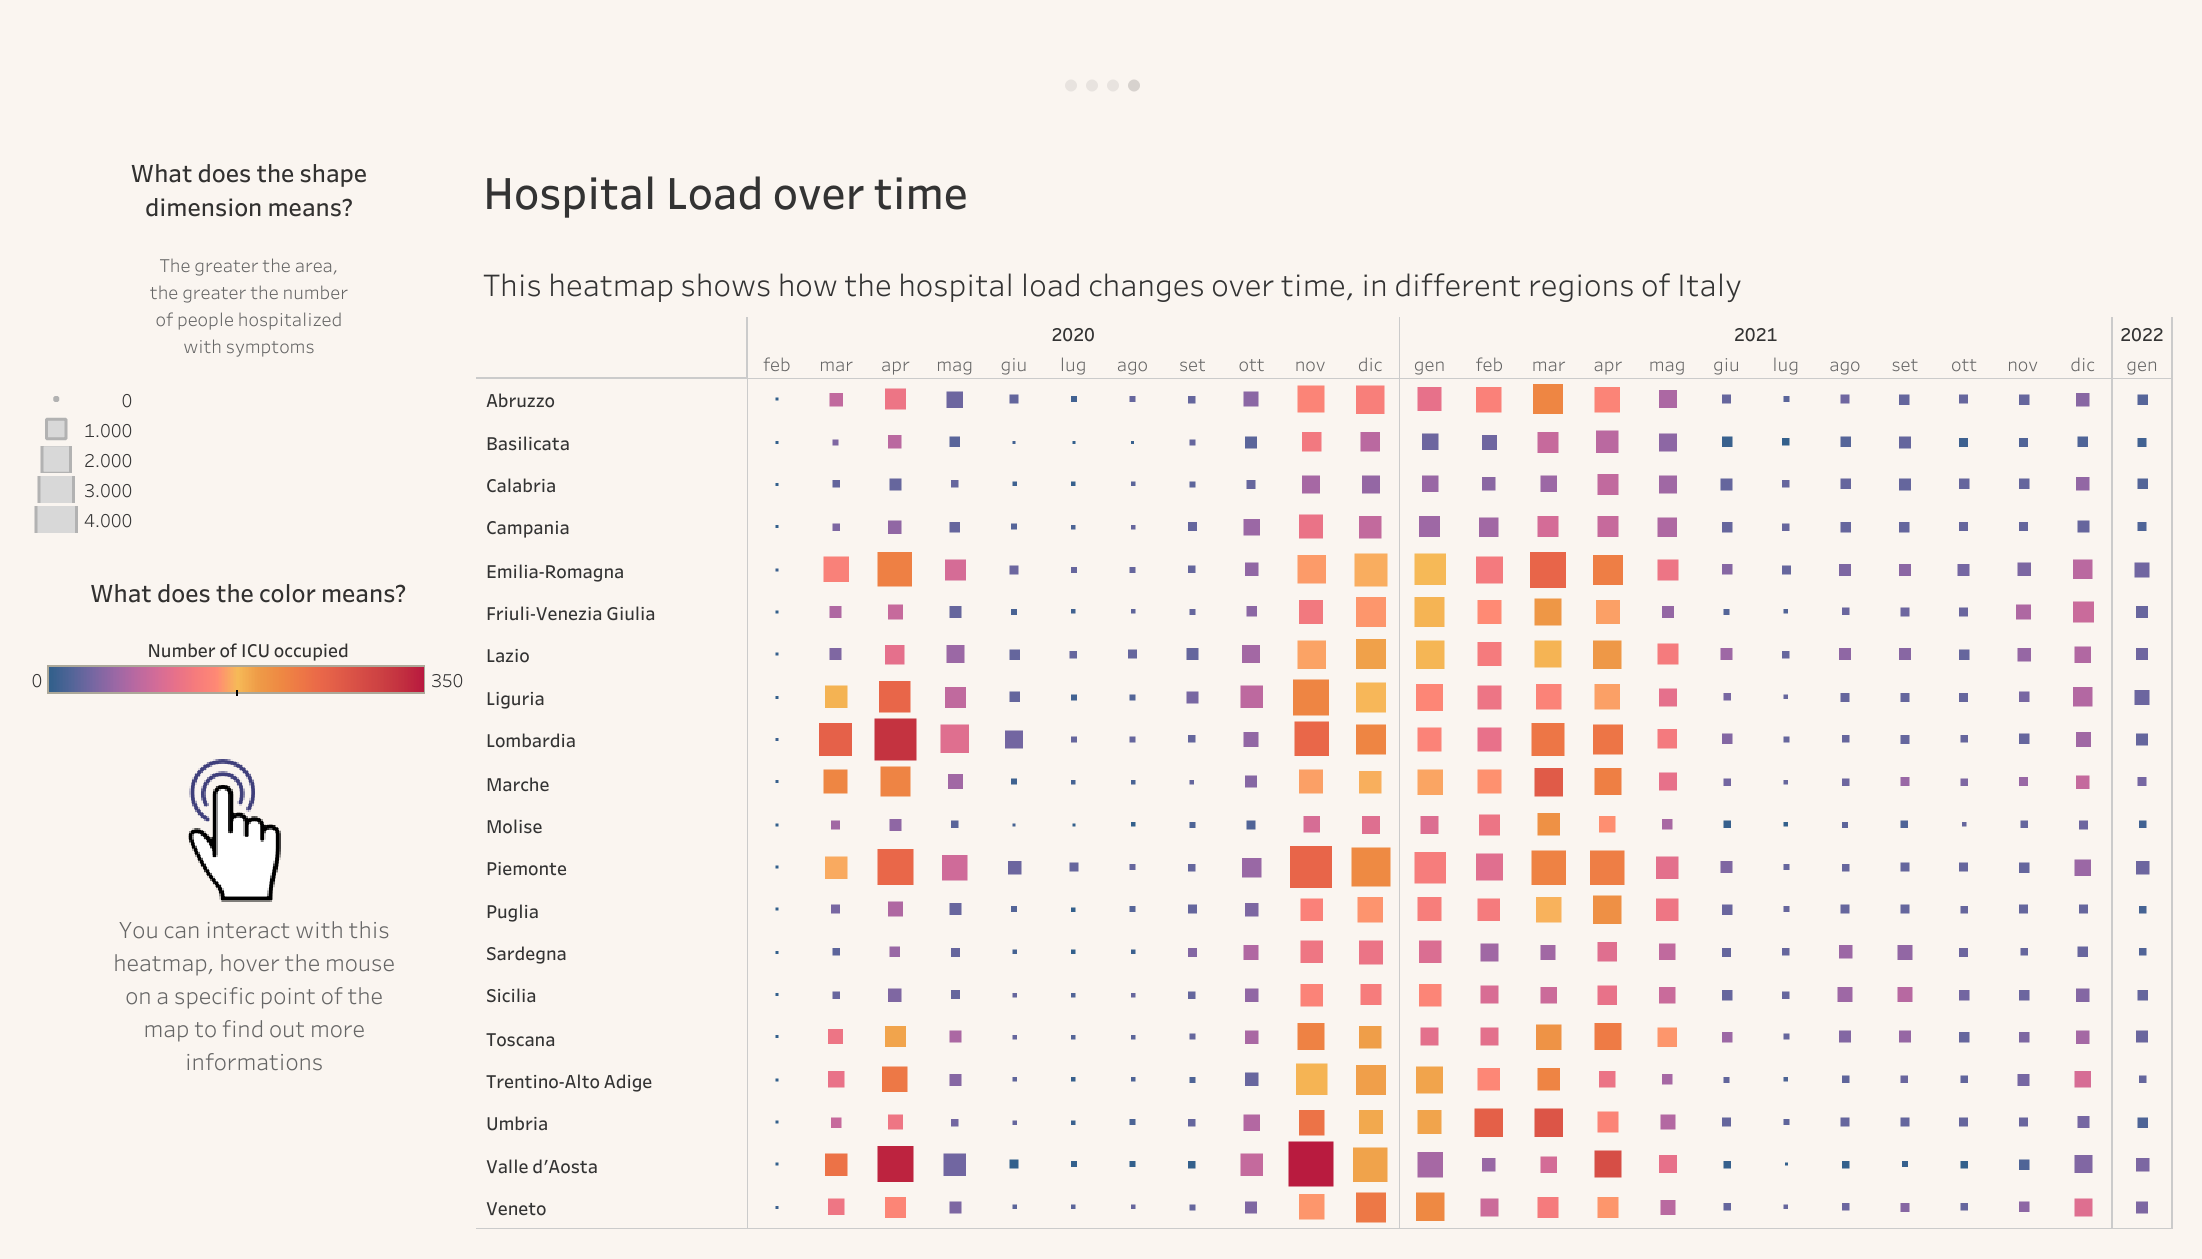 What does the shape
dimension means?
The greater the area,
the greater the number
of people hospitalized
with symptoms
0
1.000
2.000
3.000
4.000
What does the color means?
Number of ICU occupied
0 350
You can interact with this
heatmap, hover the mouse
on a specific point of the
map to find out more
informations
Hospital Load over time
This heatmap shows how the hospital load changes over time, in different regions of Italy
2020 2021 2022
feb mar apr mag giu lug ago set ott nov dic gen feb mar apr mag giu lug ago set ott nov dic gen
Abruzzo
Basilicata
Calabria
Campania
Emilia-Romagna
Friuli-Venezia Giulia
Lazio
Liguria
Lombardia
Marche
Molise
Piemonte
Puglia
Sardegna
Sicilia
Toscana
Trentino-Alto Adige
Umbria
Valle d’Aosta
Veneto